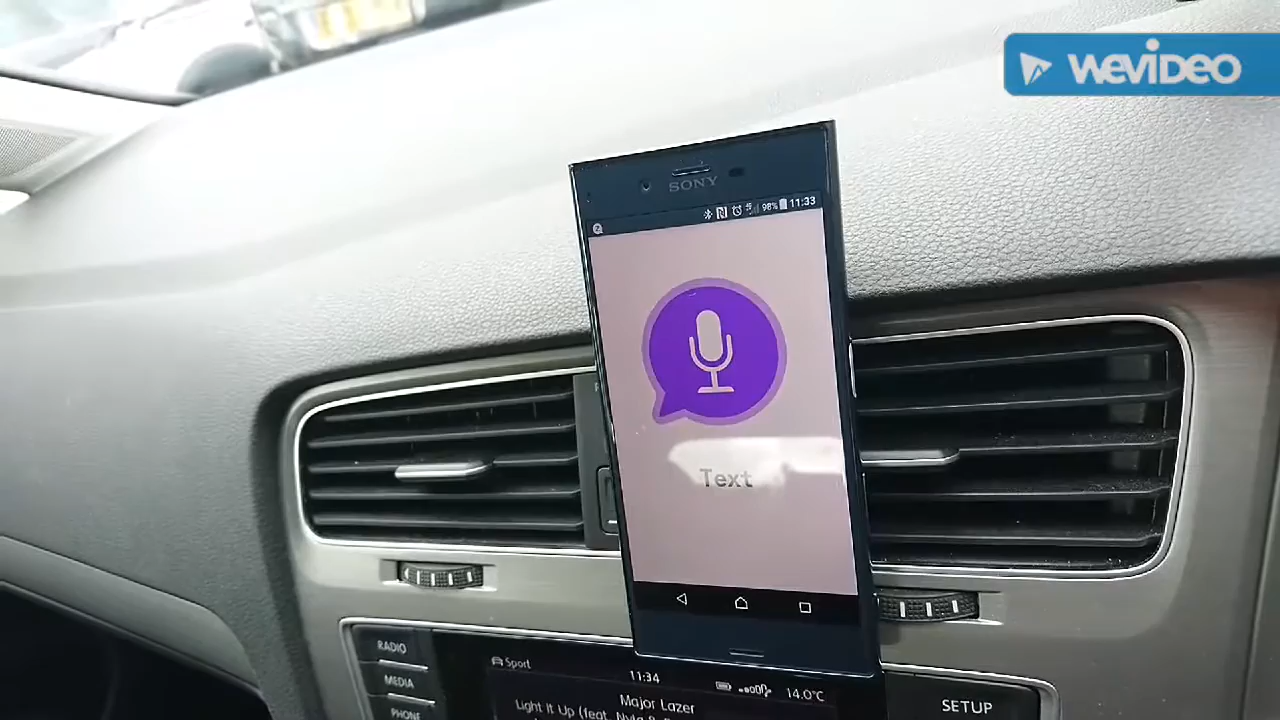 WEVIDEO
SONY
98% 11:33
Text
RADIO
MEDIA
PHONE
Sport
11:34
14.0°C
Major Lazer
Light It Up (feat. Nyla &
SETUP